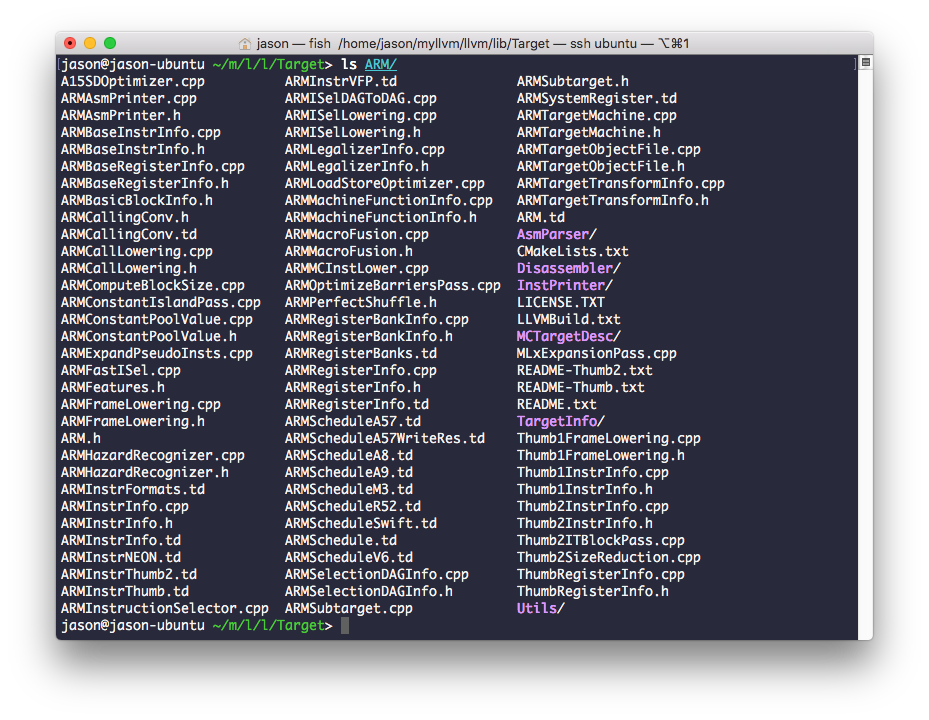 jason — fish /home/jason/myllvm/llvm/lib/Target — ssh ubuntu — ⌥⌘1
[jason@jason-ubuntu ~/m/l/l/Target> ls ARM/ ]
A15SDOptimizer.cpp ARMInstrVFP.td ARMSubtarget.h
ARMAsmPrinter.cpp ARMISelDAGToDAG.cpp ARMSystemRegister.td
ARMAsmPrinter.h ARMISelLowering.cpp ARMTargetMachine.cpp
ARMBaseInstrInfo.cpp ARMISelLowering.h ARMTargetMachine.h
ARMBaseInstrInfo.h ARMLegalizerInfo.cpp ARMTargetObjectFile.cpp
ARMBaseRegisterInfo.cpp ARMLegalizerInfo.h ARMTargetObjectFile.h
ARMBaseRegisterInfo.h ARMLoadStoreOptimizer.cpp ARMTargetTransformInfo.cpp
ARMBasicBlockInfo.h ARMMachineFunctionInfo.cpp ARMTargetTransformInfo.h
ARMCallingConv.h ARMMachineFunctionInfo.h ARM.td
ARMCallingConv.td ARMMacroFusion.cpp AsmParser/
ARMCallLowering.cpp ARMMacroFusion.h CMakeLists.txt
ARMCallLowering.h ARMMCInstLower.cpp Disassembler/
ARMComputeBlockSize.cpp ARMOptimizeBarriersPass.cpp InstPrinter/
ARMConstantIslandPass.cpp ARMPerfectShuffle.h LICENSE.TXT
ARMConstantPoolValue.cpp ARMRegisterBankInfo.cpp LLVMBuild.txt
ARMConstantPoolValue.h ARMRegisterBankInfo.h MCTargetDesc/
ARMExpandPseudoInsts.cpp ARMRegisterBanks.td MLxExpansionPass.cpp
ARMFastISel.cpp ARMRegisterInfo.cpp README-Thumb2.txt
ARMFeatures.h ARMRegisterInfo.h README-Thumb.txt
ARMFrameLowering.cpp ARMRegisterInfo.td README.txt
ARMFrameLowering.h ARMScheduleA57.td TargetInfo/
ARM.h ARMScheduleA57WriteRes.td Thumb1FrameLowering.cpp
ARMHazardRecognizer.cpp ARMScheduleA8.td Thumb1FrameLowering.h
ARMHazardRecognizer.h ARMScheduleA9.td Thumb1InstrInfo.cpp
ARMInstrFormats.td ARMScheduleM3.td Thumb1InstrInfo.h
ARMInstrInfo.cpp ARMScheduleR52.td Thumb2InstrInfo.cpp
ARMInstrInfo.h ARMScheduleSwift.td Thumb2InstrInfo.h
ARMInstrInfo.td ARMSchedule.td Thumb2ITBlockPass.cpp
ARMInstrNEON.td ARMScheduleV6.td Thumb2SizeReduction.cpp
ARMInstrThumb2.td ARMSelectionDAGInfo.cpp ThumbRegisterInfo.cpp
ARMInstrThumb.td ARMSelectionDAGInfo.h ThumbRegisterInfo.h
ARMInstructionSelector.cpp ARMSubtarget.cpp Utils/
jason@jason-ubuntu ~/m/l/l/Target>